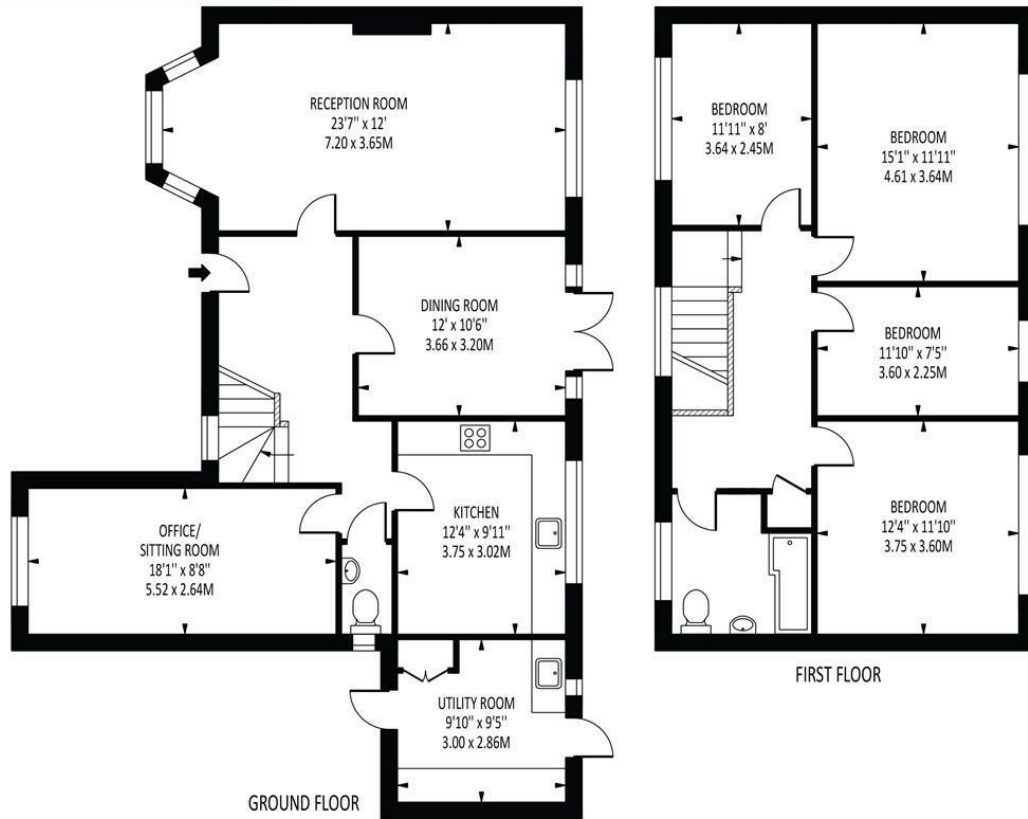 RECEPTION ROOM
23'7" x 12'
7.20 x 3.65M
DINING ROOM
12' x 10'6"
3.66 x 3.20M
KITCHEN
12'4" x 9'11"
3.75 x 3.02M
OFFICE/
SITTING ROOM
18'1" x 8'8"
5.52 x 2.64M
UTILITY ROOM
9'10" x 9'5"
3.00 x 2.86M
GROUND FLOOR
BEDROOM
11'11" x 8'
3.64 x 2.45M
BEDROOM
15'1" x 11'11"
4.61 x 3.64M
BEDROOM
11'10" x 7'5"
3.60 x 2.25M
BEDROOM
12'4" x 11'10"
3.75 x 3.60M
FIRST FLOOR